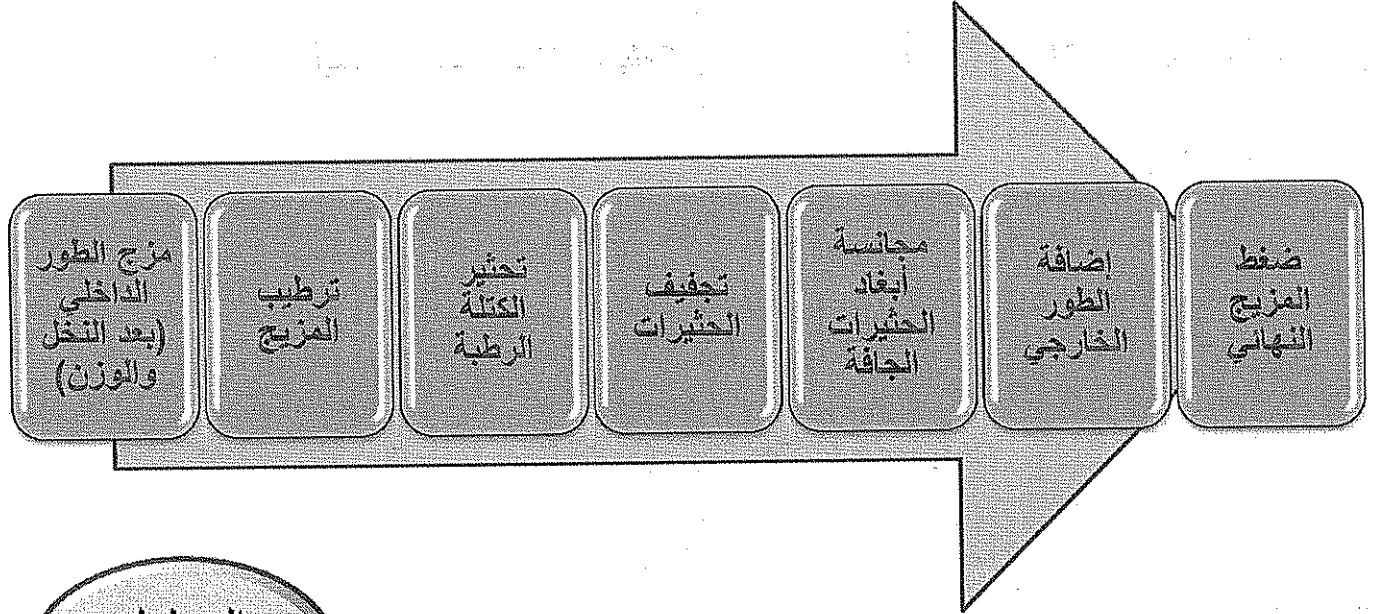 مزج الطور
الداخلي
(بعد النخل
والوزن)
ترطيب
المزيج
تحثير
الكتلة
الرطبة
تجفيف
الحثيرات
مجانسة
أبعاد
الحثيرات
الجافة
إضافة
الطور
الخارجي
ضغط
المزيج
النهائي